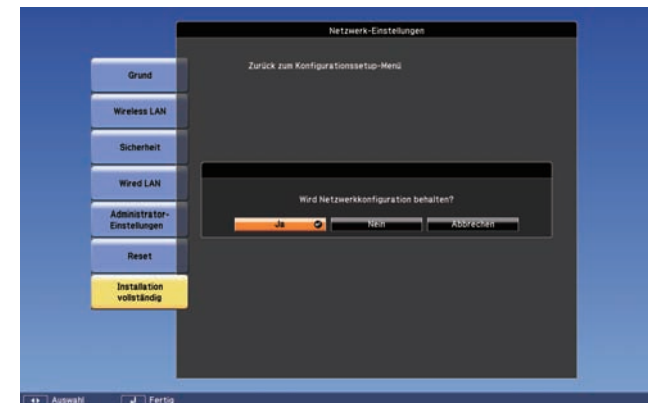 Netzwerk-Einstellungen
Zurück zum Konfigurationssetup-Menü
Grund
Wireless LAN
Sicherheit
Wired LAN
Administrator-
Einstellungen
Reset
Installation
vollständig
Wird Netzwerkkonfiguration behalten?
Ja Nein Abbrechen
Auswahl Fertig